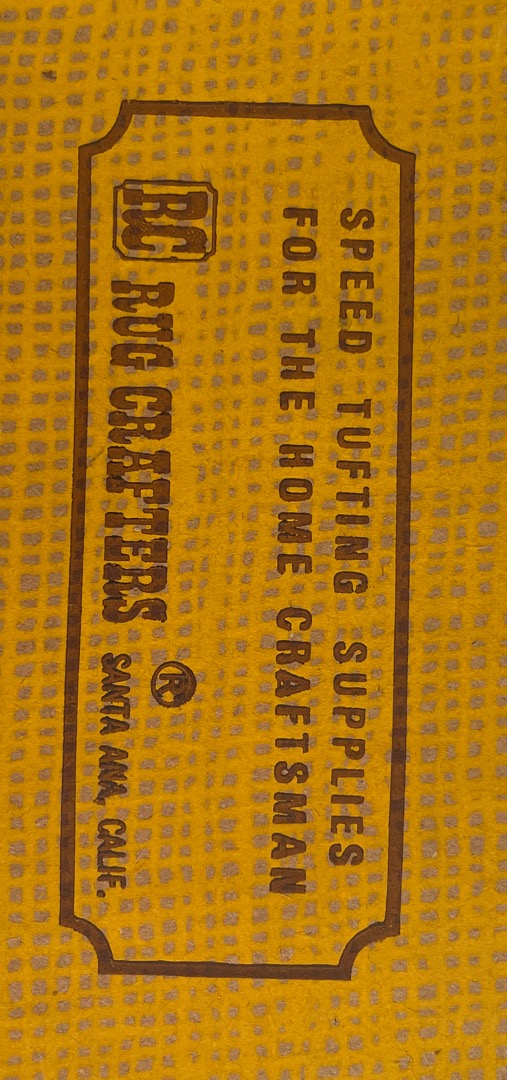 SPEED TUFTING SUPPLIES
FOR THE HOME CRAFTSMAN
RC RUG CRAFTERS ®
SANTA ANA, CALIF.